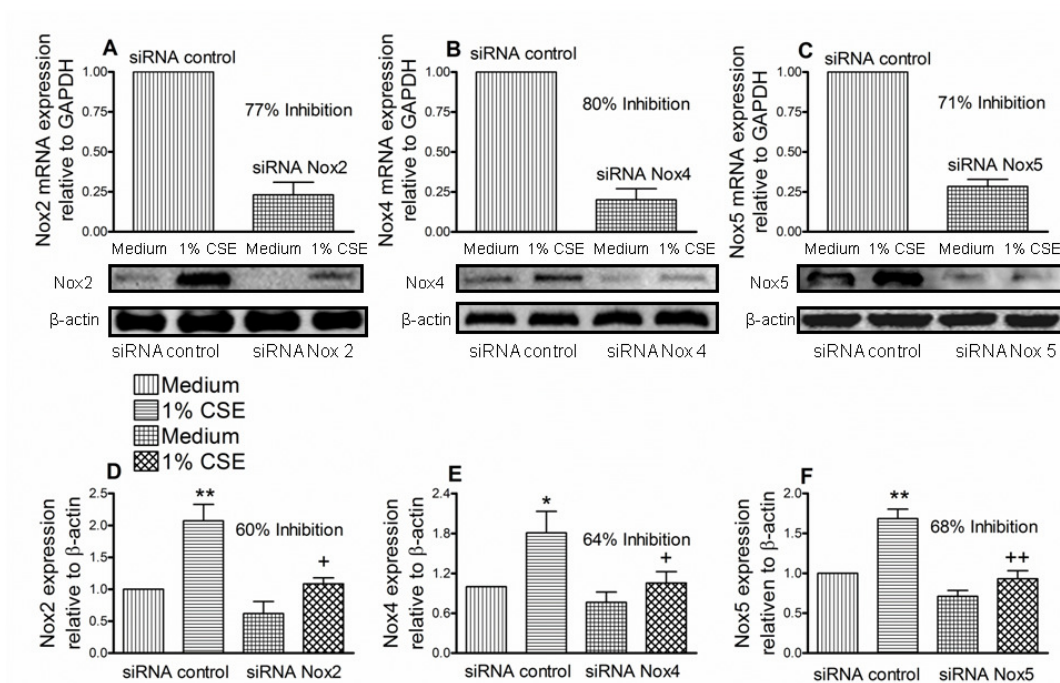 A
siRNA control
1.00
0.75
0.50
0.25
0.00
Nox2 mRNA expression
relative to GAPDH
77% Inhibition
siRNA Nox2
Medium 1% CSE Medium 1% CSE
Nox2
β-actin
siRNA control siRNA Nox 2
B
siRNA control
1.00
0.75
0.50
0.25
0.00
Nox4 mRNA expression
relative to GAPDH
80% Inhibition
siRNA Nox4
Medium 1% CSE Medium 1% CSE
Nox4
β-actin
siRNA control siRNA Nox 4
C
siRNA control
1.00
0.75
0.50
0.25
0.00
Nox5 mRNA expression
relative to GAPDH
71% Inhibition
siRNA Nox5
Medium 1% CSE Medium 1% CSE
Nox5
β-actin
siRNA control siRNA Nox 5
Medium
1% CSE
Medium
1% CSE
D
2.5
2.0
1.5
1.0
0.5
0.0
Nox2 expression
relative to β-actin
**
60% Inhibition
+
siRNA control siRNA Nox2
E
2.4
1.8
1.2
0.6
0.0
Nox4 expression
relative to β-actin
*
64% Inhibition
+
siRNA control siRNA Nox4
F
2.0
1.5
1.0
0.5
0.0
Nox5 expression
relativen to β-actin
**
68% Inhibition
++
siRNA control siRNA Nox5